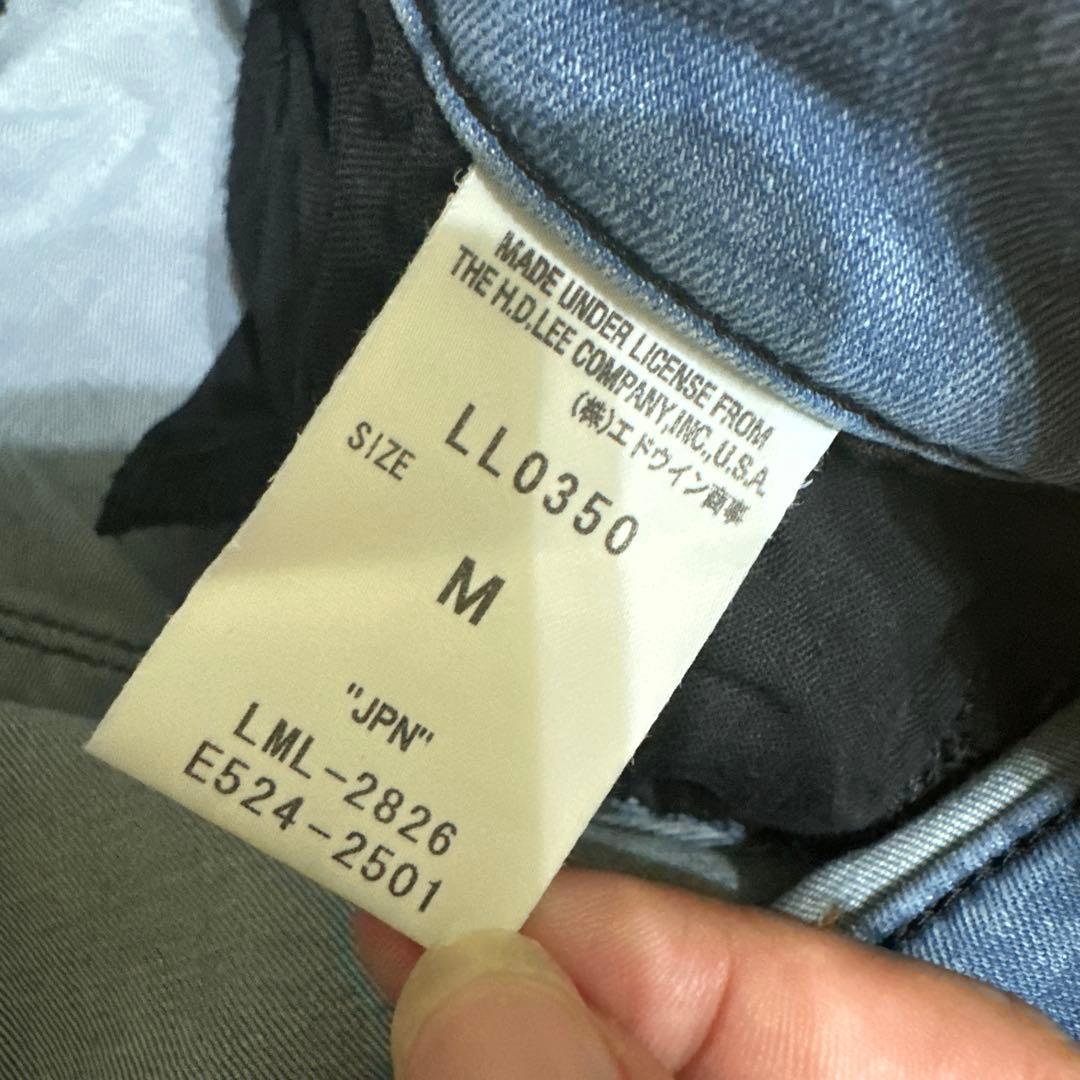 MADE UNDER LICENSE FROM
THE H.D.LEE COMPANY,INC.,U.S.A.
(株)エドウイン商事
LL0350
SIZE
M
"JPN"
LML-2826
E524-2501